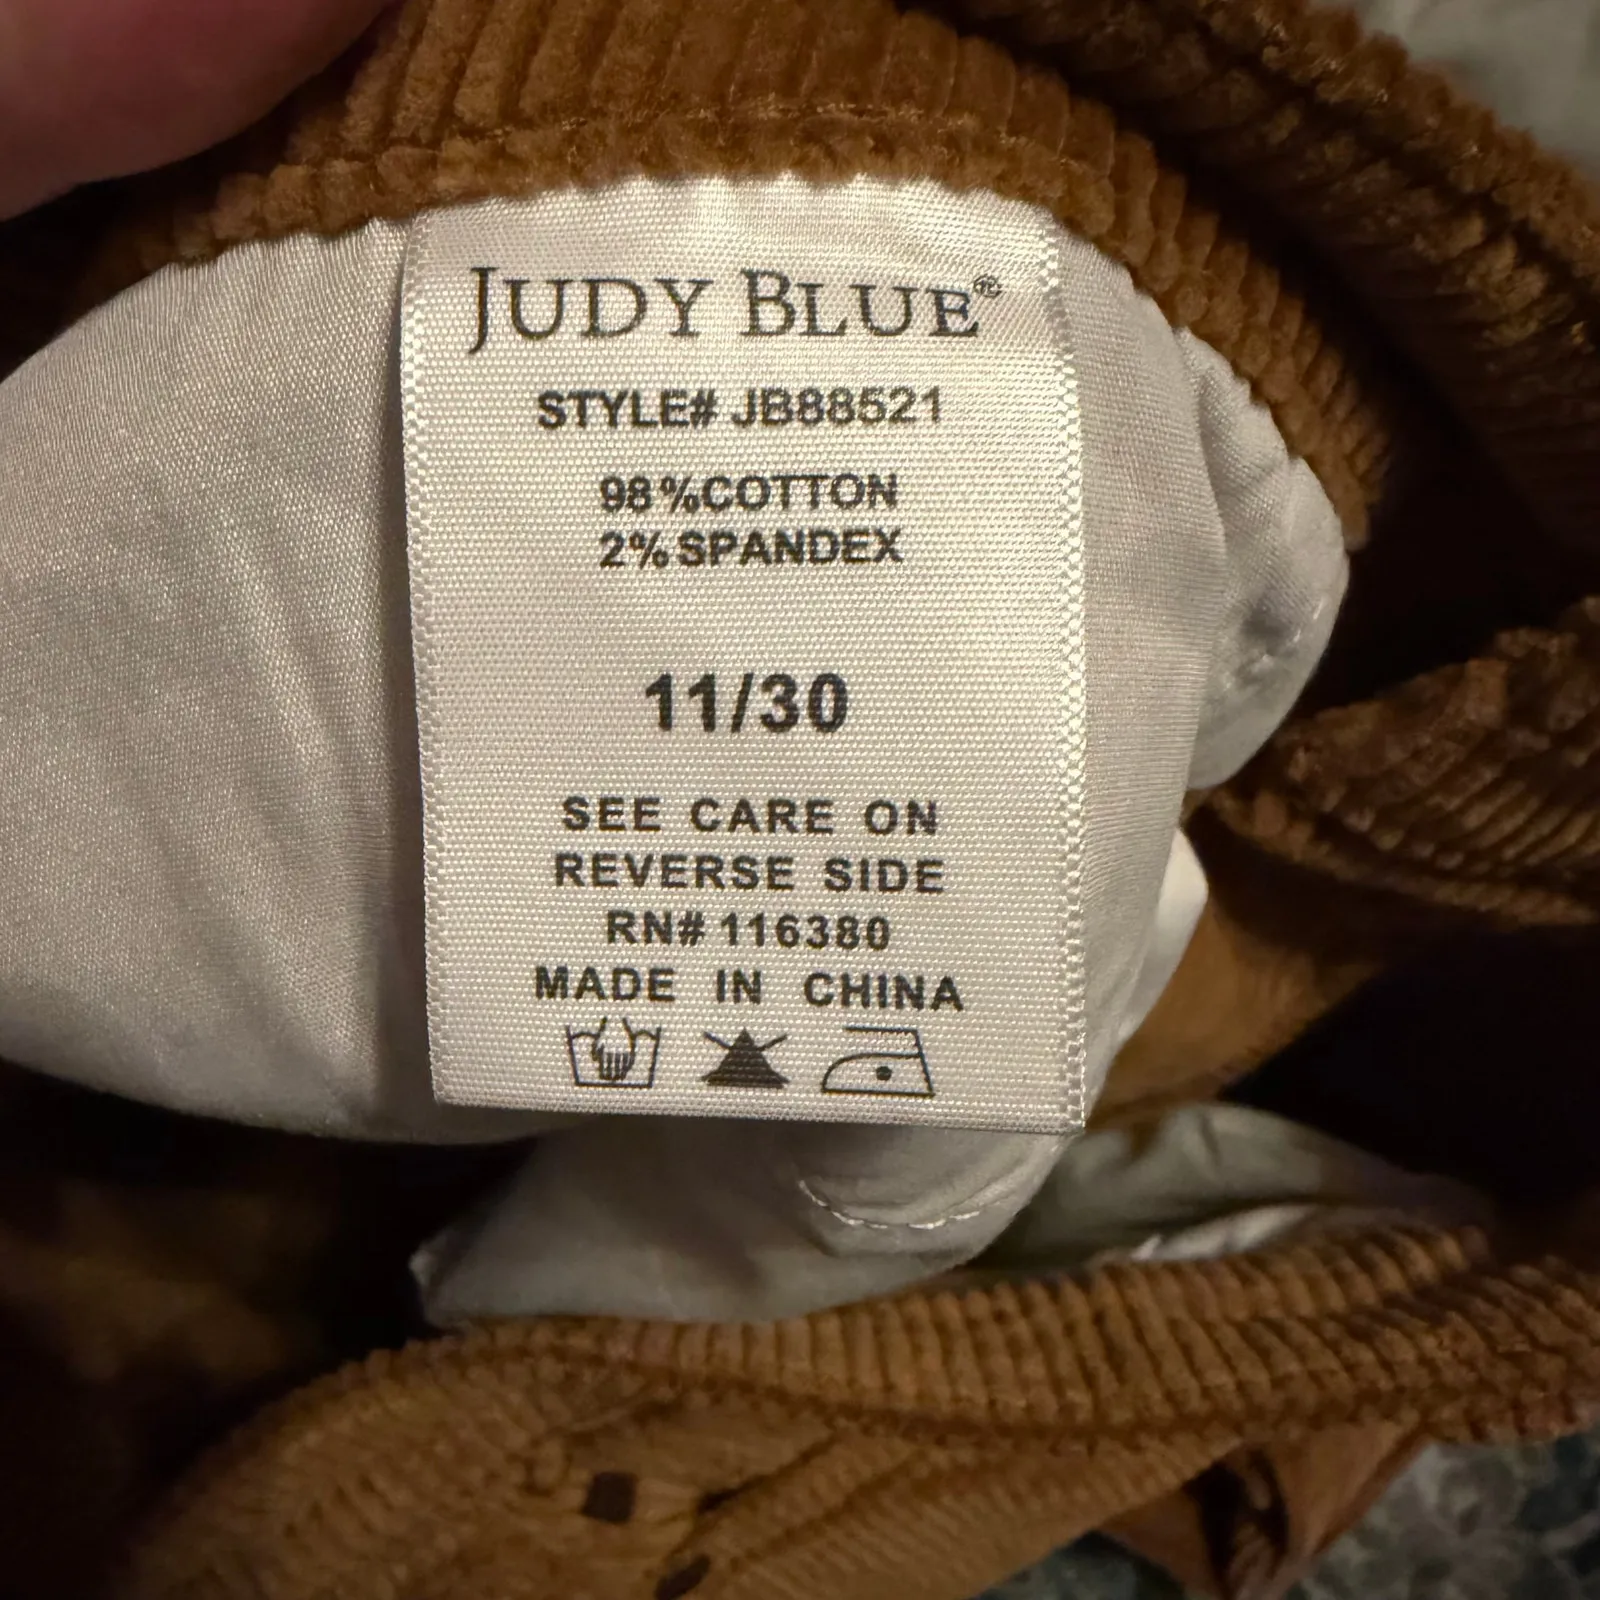 JUDY BLUE®
STYLE# JB88521
98%COTTON
2%SPANDEX
11/30
SEE CARE ON
REVERSE SIDE
RN# 116380
MADE IN CHINA